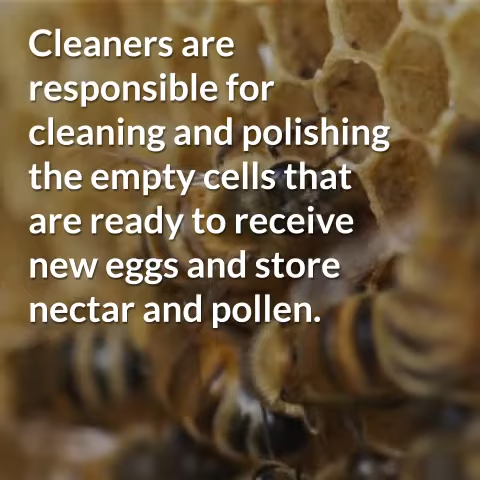 Cleaners are
responsible for
cleaning and polishing
the empty cells that
are ready to receive
new eggs and store
nectar and pollen.